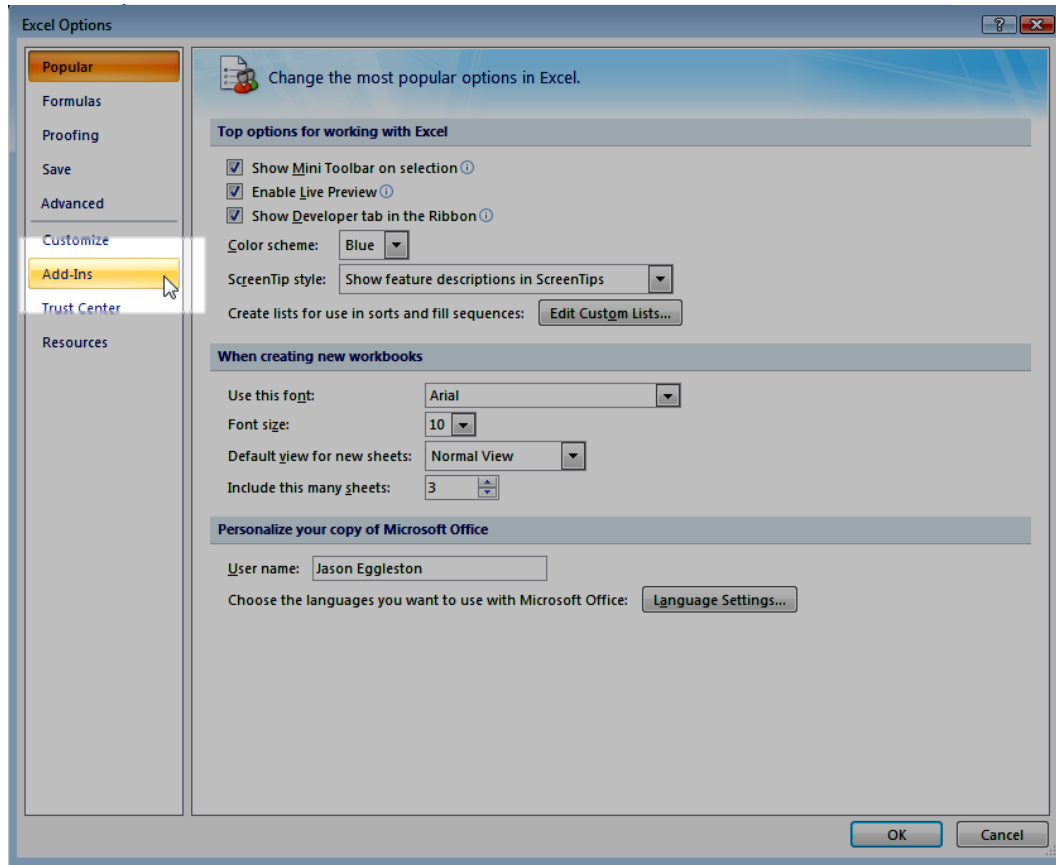 Excel Options
Popular
Formulas
Proofing
Save
Advanced
Customize
Add-Ins
Trust Center
Resources
Change the most popular options in Excel.
Top options for working with Excel
Show Mini Toolbar on selection
Enable Live Preview
Show Developer tab in the Ribbon
Color scheme: Blue
ScreenTip style: Show feature descriptions in ScreenTips
Create lists for use in sorts and fill sequences: Edit Custom Lists...
When creating new workbooks
Use this font: Arial
Font size: 10
Default view for new sheets: Normal View
Include this many sheets: 3
Personalize your copy of Microsoft Office
User name: Jason Eggleston
Choose the languages you want to use with Microsoft Office: Language Settings...
OK Cancel